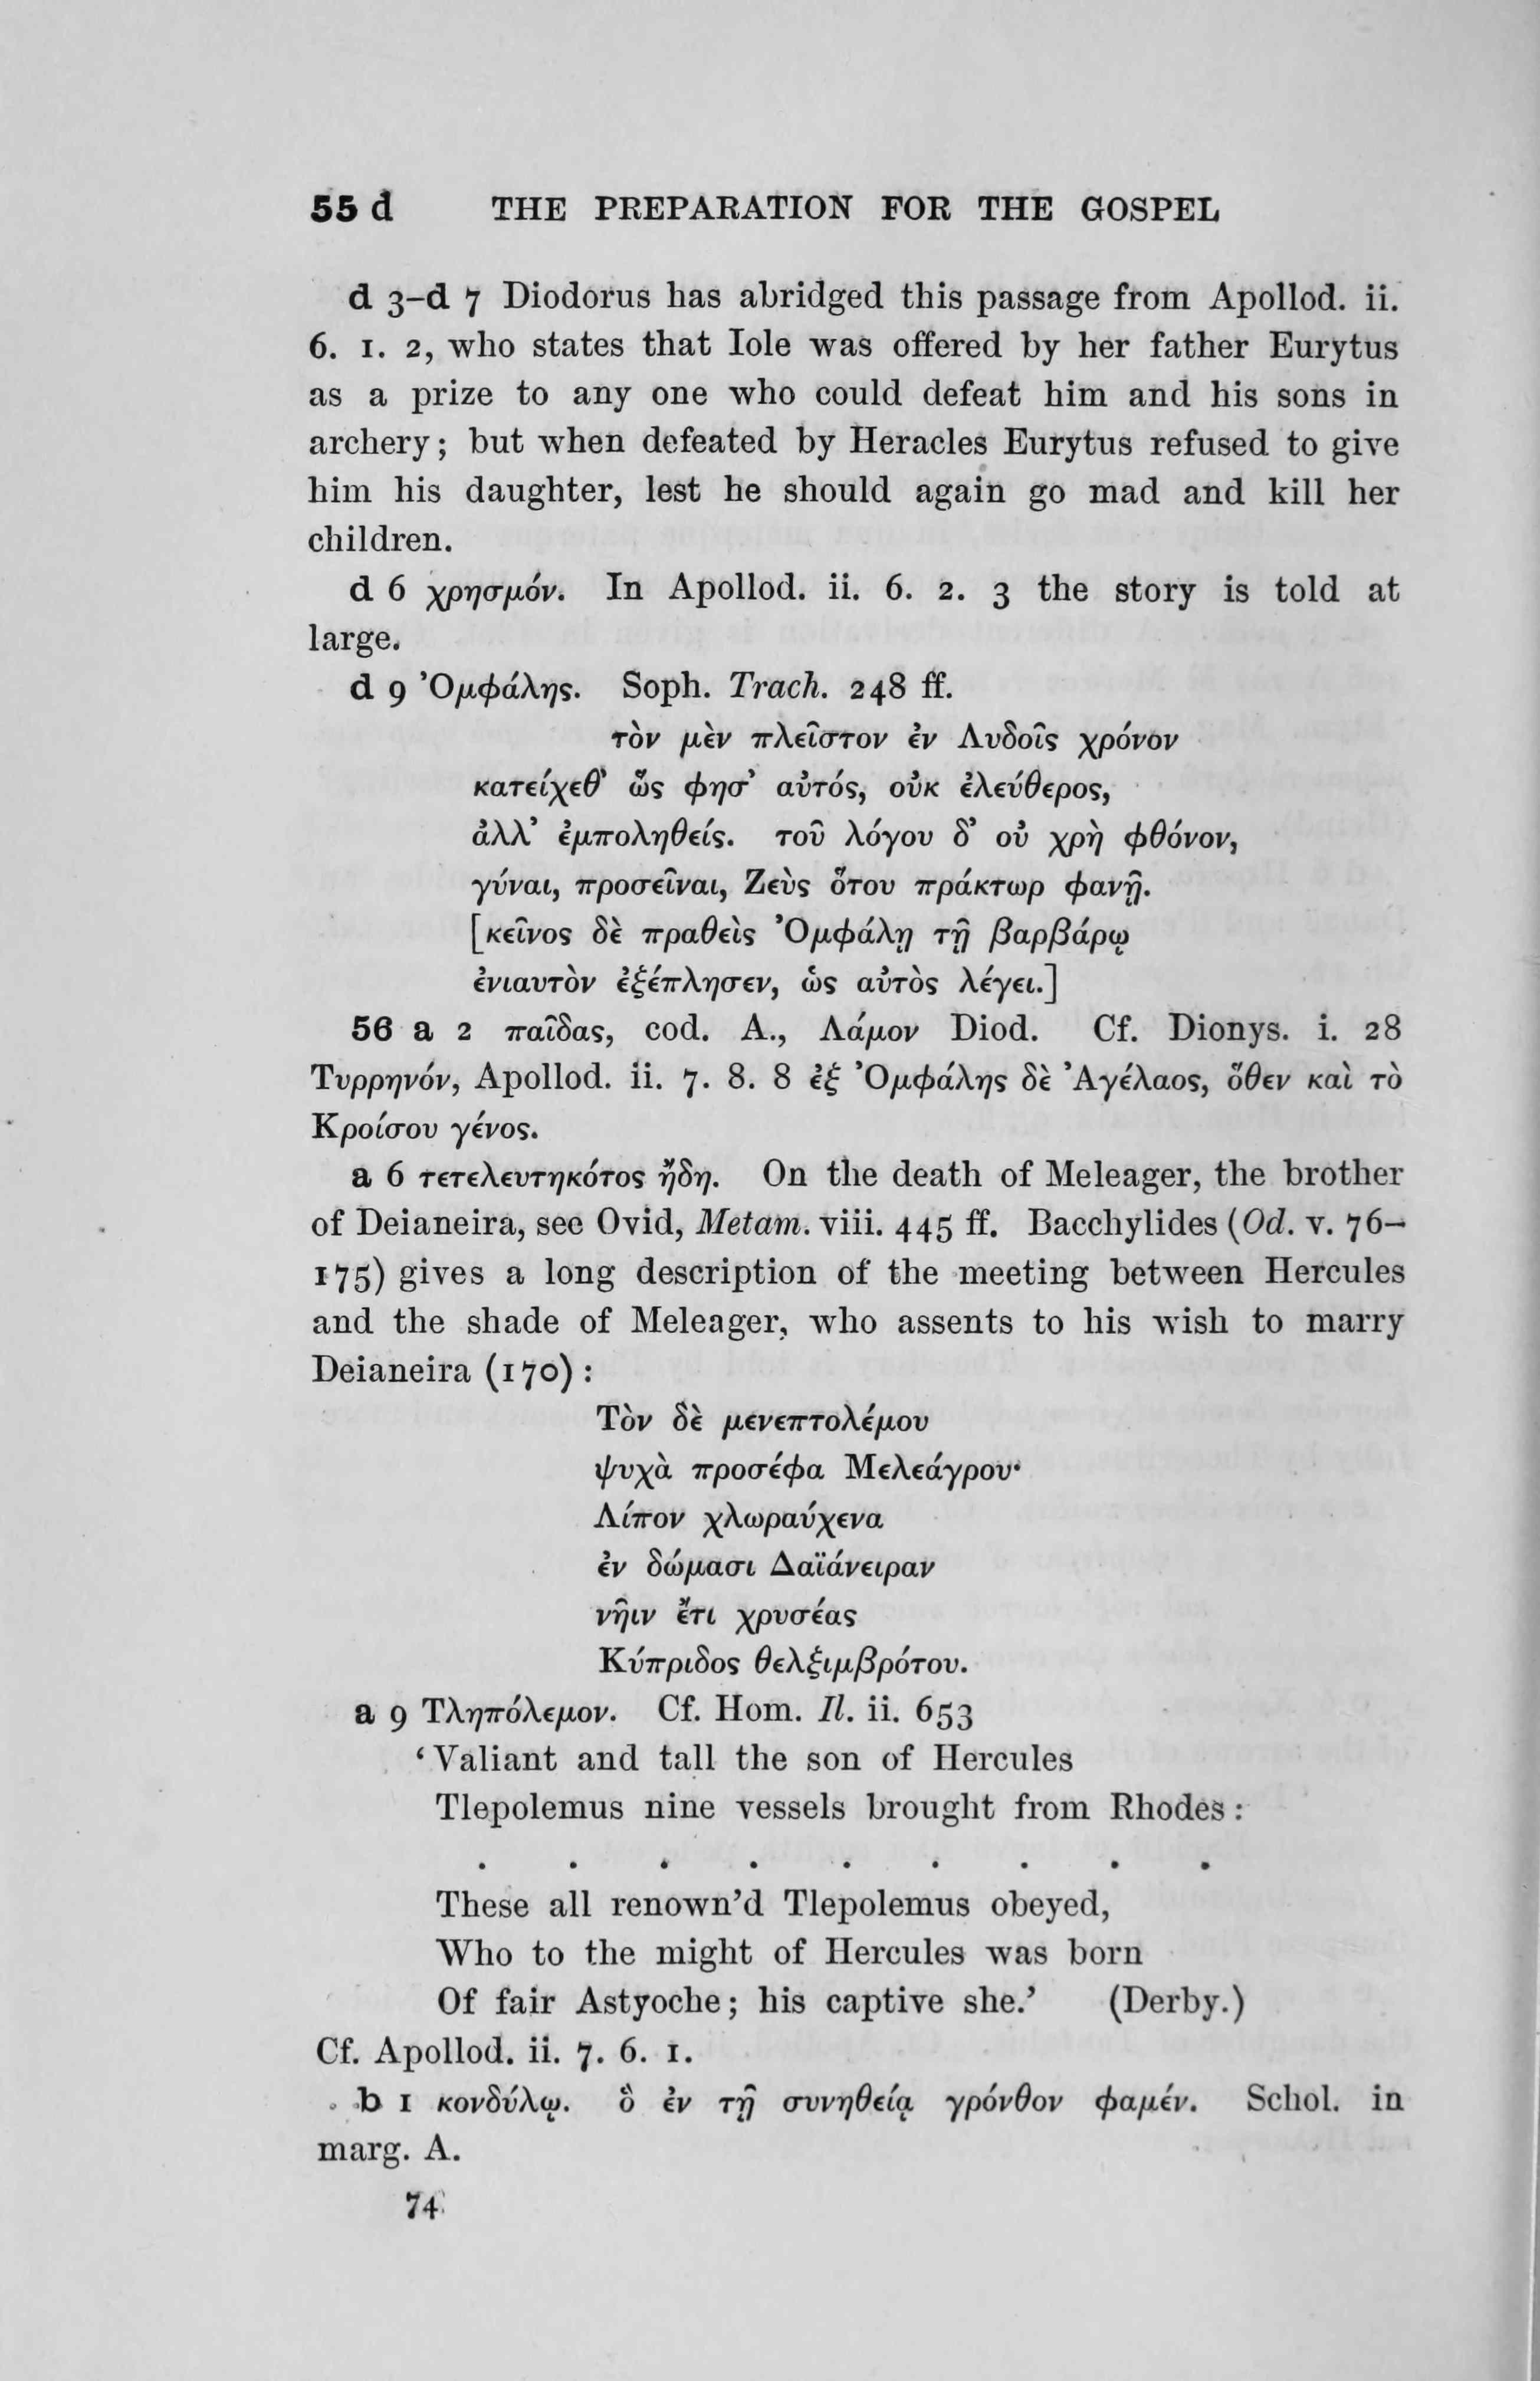 55 d THE PREPARATION FOR THE GOSPEL
d 3–d 7 Diodorus has abridged this passage from Apollod. ii.
6. 1. 2, who states that Iole was offered by her father Eurytus
as a prize to any one who could defeat him and his sons in
archery; but when defeated by Heracles Eurytus refused to give
him his daughter, lest he should again go mad and kill her
children.
d 6 χρησμόν. In Apollod. ii. 6. 2. 3 the story is told at
large.
d 9 Ὀμφάλης. Soph. Trach. 248 ff.
τὸν μὲν πλεῖστον ἐν Λυδοῖς χρόνον
κατείχεθ' ὥς φησ' αὐτός, οὐκ ἐλεύθερος,
ἀλλ' ἐμποληθείς. τοῦ λόγου δ' οὐ χρὴ φθόνον,
γύναι, προσεῖναι, Ζεὺς ὅτου πράκτωρ φανῇ.
[κεῖνος δὲ πραθεὶς Ὀμφάλῃ τῇ βαρβάρῳ
ἐνιαυτὸν ἐξέπλησεν, ὡς αὐτὸς λέγει.]
56 a 2 παῖδας, cod. A., Λάμον Diod. Cf. Dionys. i. 28
Τυρρηνόν, Apollod. ii. 7. 8. 8 ἐξ Ὀμφάλης δὲ Ἀγέλαος, ὅθεν καὶ τὸ
Κροίσου γένος.
a 6 τετελευτηκότος ἤδη. On the death of Meleager, the brother
of Deianeira, see Ovid, Metam. viii. 445 ff. Bacchylides (Od. v. 76–
175) gives a long description of the meeting between Hercules
and the shade of Meleager, who assents to his wish to marry
Deianeira (170):
Τὸν δὲ μενεπτολέμου
ψυχὰ προσέφα Μελεάγρου·
Λίπον χλωραύχενα
ἐν δώμασι Δαϊάνειραν
νῆιν ἔτι χρυσέας
Κύπριδος θελξιμβρότου.
a 9 Τληπόλεμον. Cf. Hom. Il. ii. 653
‘Valiant and tall the son of Hercules
Tlepolemus nine vessels brought from Rhodes:
. . . . . . . . .
These all renown’d Tlepolemus obeyed,
Who to the might of Hercules was born
Of fair Astyoche; his captive she.’ (Derby.)
Cf. Apollod. ii. 7. 6. 1.
b 1 κονδύλῳ. ὃ ἐν τῇ συνηθείᾳ γρόνθον φαμέν. Schol. in
marg. A.
74